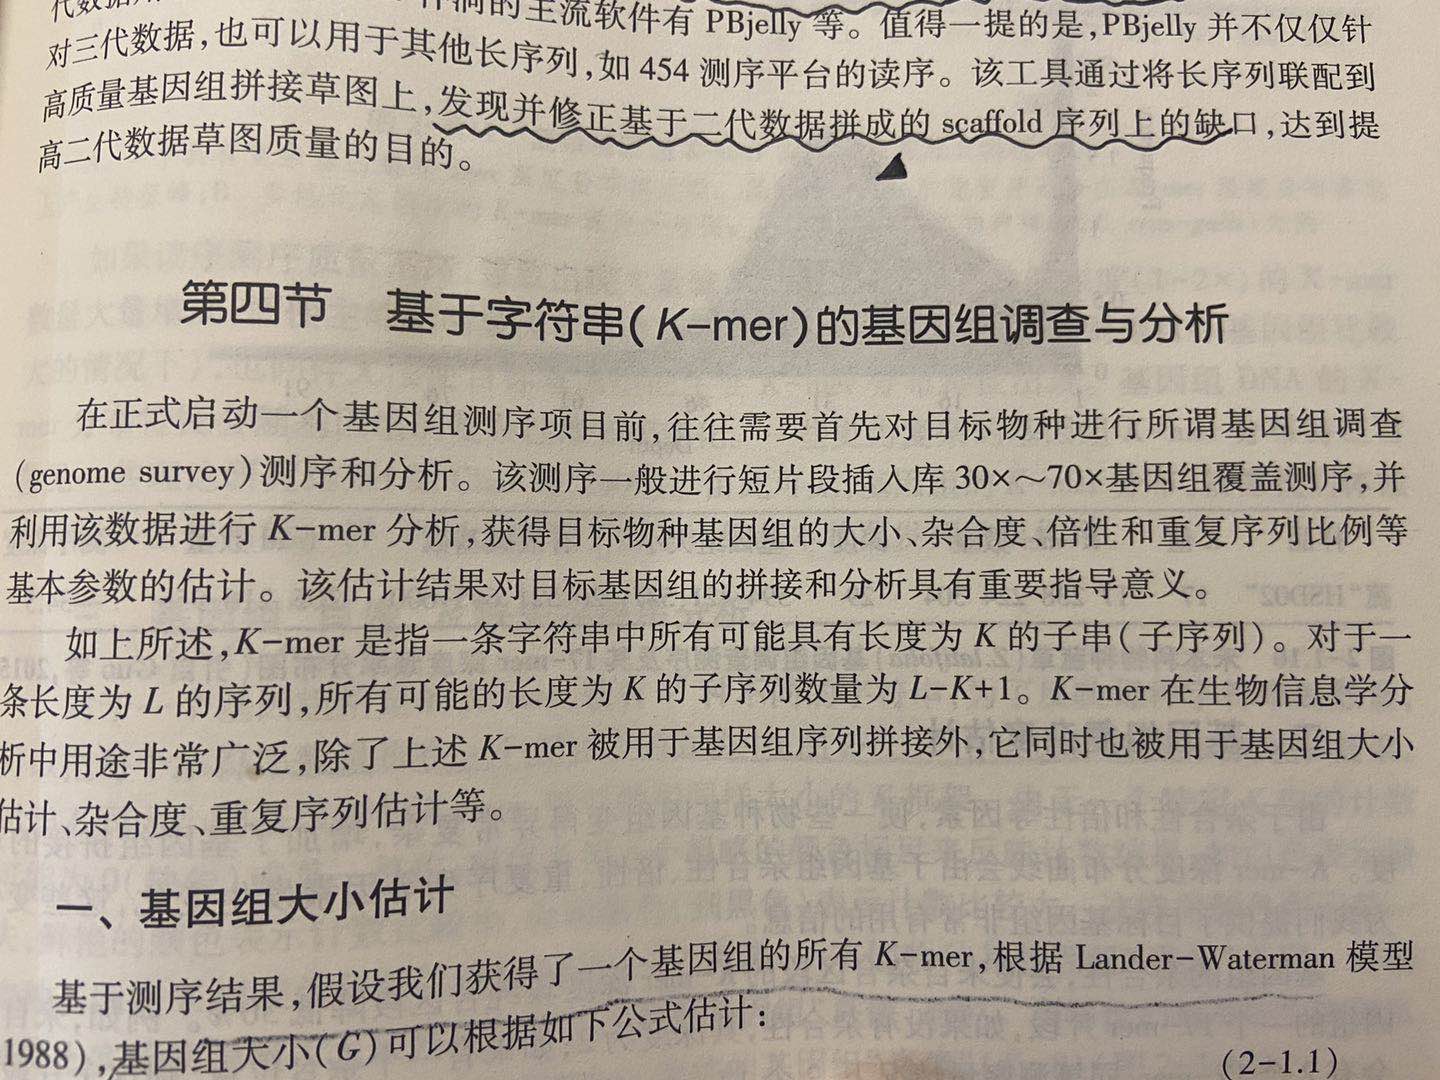 的主流软件有 PBjelly 等。值得一提的是,PBjelly 并不仅仅针
对三代数据,也可以用于其他长序列,如 454 测序平台的读序。该工具通过将长序列联配到
高质量基因组拼接草图上,发现并修正基于二代数据拼成的 scaffold 序列上的缺口,达到提
高二代数据草图质量的目的。
第四节 基于字符串(K-mer)的基因组调查与分析
在正式启动一个基因组测序项目前,往往需要首先对目标物种进行所谓基因组调查
(genome survey)测序和分析。该测序一般进行短片段插入库 30×~70×基因组覆盖测序,并
利用该数据进行 K-mer 分析,获得目标物种基因组的大小、杂合度、倍性和重复序列比例等
基本参数的估计。该估计结果对目标基因组的拼接和分析具有重要指导意义。
如上所述,K-mer 是指一条字符串中所有可能具有长度为 K 的子串(子序列)。对于一
条长度为 L 的序列,所有可能的长度为 K 的子序列数量为 L-K+1。K-mer 在生物信息学分
析中用途非常广泛,除了上述 K-mer 被用于基因组序列拼接外,它同时也被用于基因组大小
估计、杂合度、重复序列估计等。
一、基因组大小估计
基于测序结果,假设我们获得了一个基因组的所有 K-mer,根据 Lander-Waterman 模型
1988),基因组大小(G)可以根据如下公式估计:
(2-1.1)